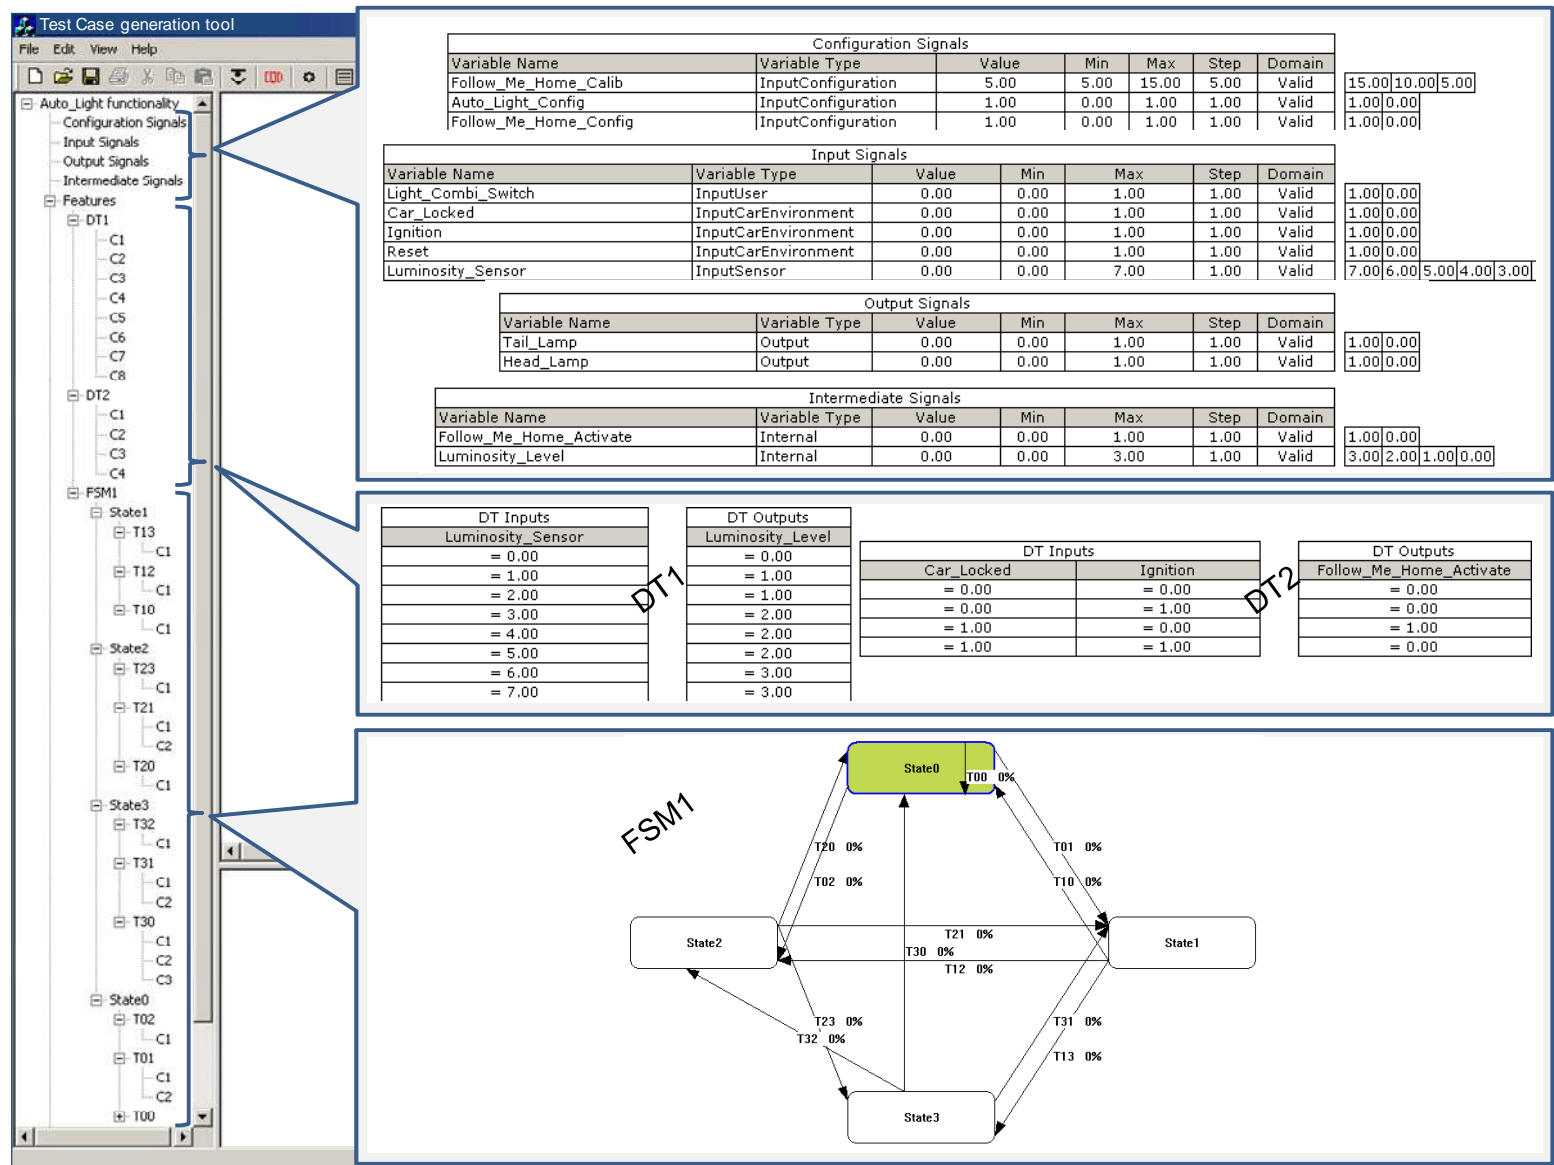 Test Case generation tool
File Edit View Help
Auto_Light functionality
Configuration Signals
Input Signals
Output Signals
Intermediate Signals
Features
DT1
C1
C2
C3
C4
C5
C6
C7
C8
DT2
C1
C2
C3
C4
FSM1
State1
T13
C1
T12
C1
T10
C1
State2
T23
C1
T21
C1
C2
T20
C1
State3
T32
C1
T31
C1
C2
T30
C1
C2
C3
State0
T02
C1
T01
C1
C2
T00
Configuration Signals
Variable Name Variable Type Value Min Max Step Domain
Follow_Me_Home_Calib InputConfiguration 5.00 5.00 15.00 5.00 Valid 15.00 10.00 5.00
Auto_Light_Config InputConfiguration 1.00 0.00 1.00 1.00 Valid 1.00 0.00
Follow_Me_Home_Config InputConfiguration 1.00 0.00 1.00 1.00 Valid 1.00 0.00
Input Signals
Variable Name Variable Type Value Min Max Step Domain
Light_Combi_Switch InputUser 0.00 0.00 1.00 1.00 Valid 1.00 0.00
Car_Locked InputCarEnvironment 0.00 0.00 1.00 1.00 Valid 1.00 0.00
Ignition InputCarEnvironment 0.00 0.00 1.00 1.00 Valid 1.00 0.00
Reset InputCarEnvironment 0.00 0.00 1.00 1.00 Valid 1.00 0.00
Luminosity_Sensor InputSensor 0.00 0.00 7.00 1.00 Valid 7.00 6.00 5.00 4.00 3.00
Output Signals
Variable Name Variable Type Value Min Max Step Domain
Tail_Lamp Output 0.00 0.00 1.00 1.00 Valid 1.00 0.00
Head_Lamp Output 0.00 0.00 1.00 1.00 Valid 1.00 0.00
Intermediate Signals
Variable Name Variable Type Value Min Max Step Domain
Follow_Me_Home_Activate Internal 0.00 0.00 1.00 1.00 Valid 1.00 0.00
Luminosity_Level Internal 0.00 0.00 3.00 1.00 Valid 3.00 2.00 1.00 0.00
DT Inputs DT Outputs
Luminosity_Sensor Luminosity_Level
= 0.00 = 0.00
= 1.00 = 1.00
= 2.00 = 1.00
= 3.00 = 2.00
= 4.00 = 2.00
= 5.00 = 2.00
= 6.00 = 3.00
= 7.00 = 3.00
DT1
DT Inputs DT Outputs
Car_Locked Ignition Follow_Me_Home_Activate
= 0.00 = 0.00 = 0.00
= 0.00 = 1.00 = 0.00
= 1.00 = 0.00 = 1.00
= 1.00 = 1.00 = 0.00
DT2
FSM1
State0
T00 0%
T20 0%
T01 0%
T02 0%
T10 0%
State2
T21 0%
State1
T30 0%
T12 0%
T23 0%
T31 0%
T32 0%
T13 0%
State3